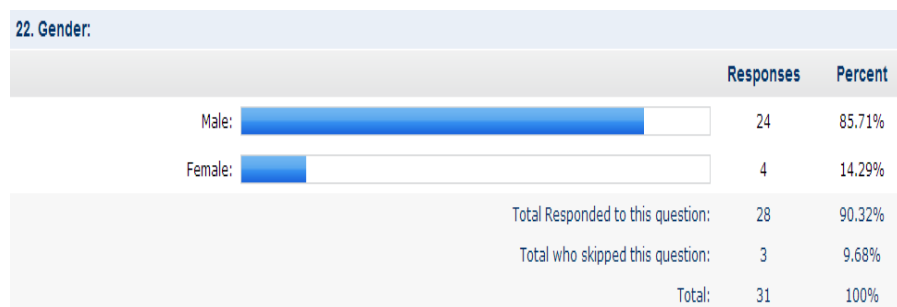 22. Gender:
Responses Percent
Male: 24 85.71%
Female: 4 14.29%
Total Responded to this question: 28 90.32%
Total who skipped this question: 3 9.68%
Total: 31 100%